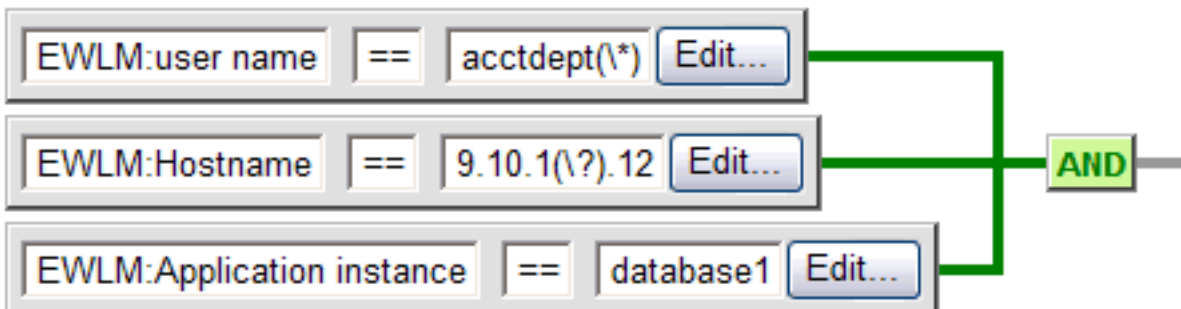 EWLM:user name == acctdept(\*) Edit...
EWLM:Hostname == 9.10.1(\?).12 Edit...
AND
EWLM:Application instance == database1 Edit...